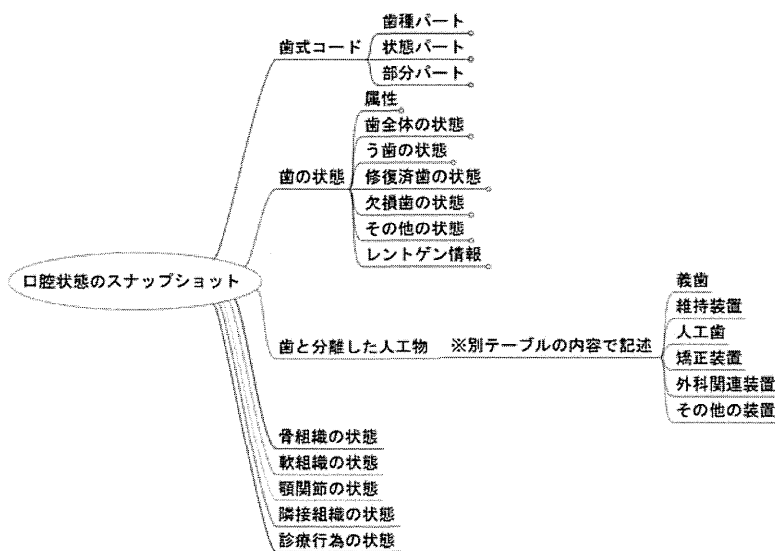 口腔状態のスナップショット
歯式コード
歯種パート
状態パート
部分パート
歯の状態
属性
歯全体の状態
う歯の状態
修復済歯の状態
欠損歯の状態
その他の状態
レントゲン情報
歯と分離した人工物 ※別テーブルの内容で記述
義歯
維持装置
人工歯
矯正装置
外科関連装置
その他の装置
骨組織の状態
軟組織の状態
顎関節の状態
隣接組織の状態
診療行為の状態